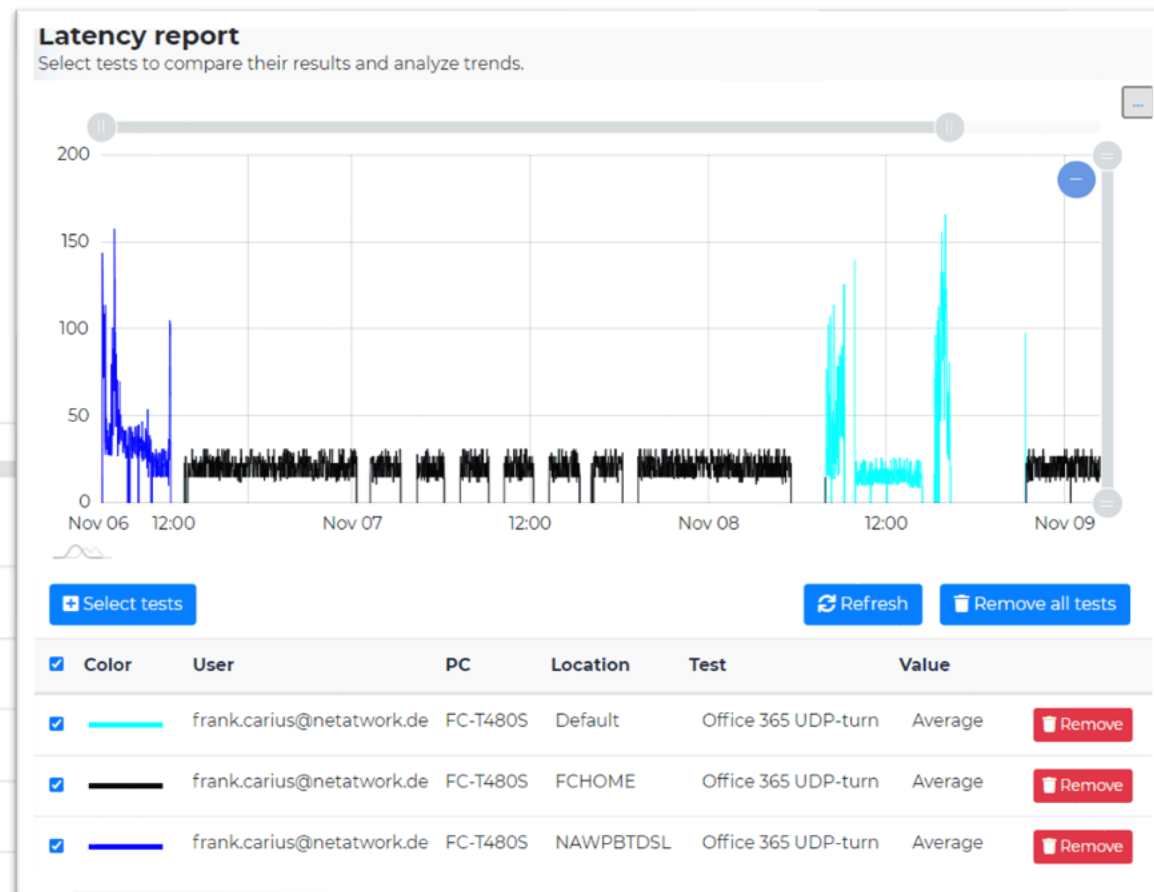 Latency report
Select tests to compare their results and analyze trends.
...
200
150
100
50
0
Nov 06 12:00 Nov 07 12:00 Nov 08 12:00 Nov 09
Select tests Refresh Remove all tests
Color User PC Location Test Value
frank.carius@netatwork.de FC-T480S Default Office 365 UDP-turn Average Remove
frank.carius@netatwork.de FC-T480S FCHOME Office 365 UDP-turn Average Remove
frank.carius@netatwork.de FC-T480S NAWPBTDSL Office 365 UDP-turn Average Remove